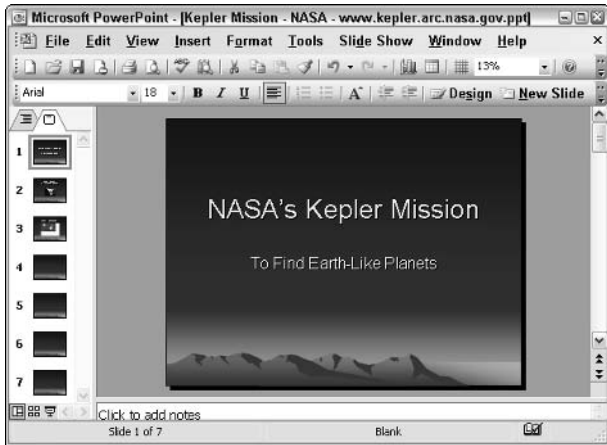 Microsoft PowerPoint - [Kepler Mission - NASA - www.kepler.arc.nasa.gov.ppt]
File Edit View Insert Format Tools Slide Show Window Help
13%
Arial 18 B I U A Design New Slide
1
2
3
4
5
6
7
NASA's Kepler Mission
To Find Earth-Like Planets
Click to add notes
Slide 1 of 7 Blank